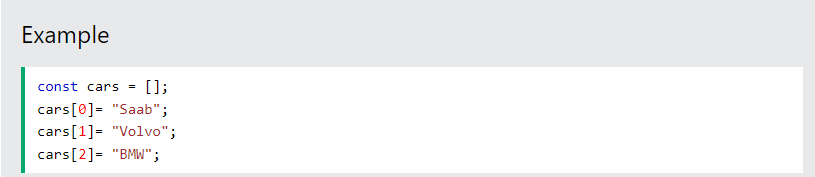 Example
const cars = [];
cars[0]= "Saab";
cars[1]= "Volvo";
cars[2]= "BMW";